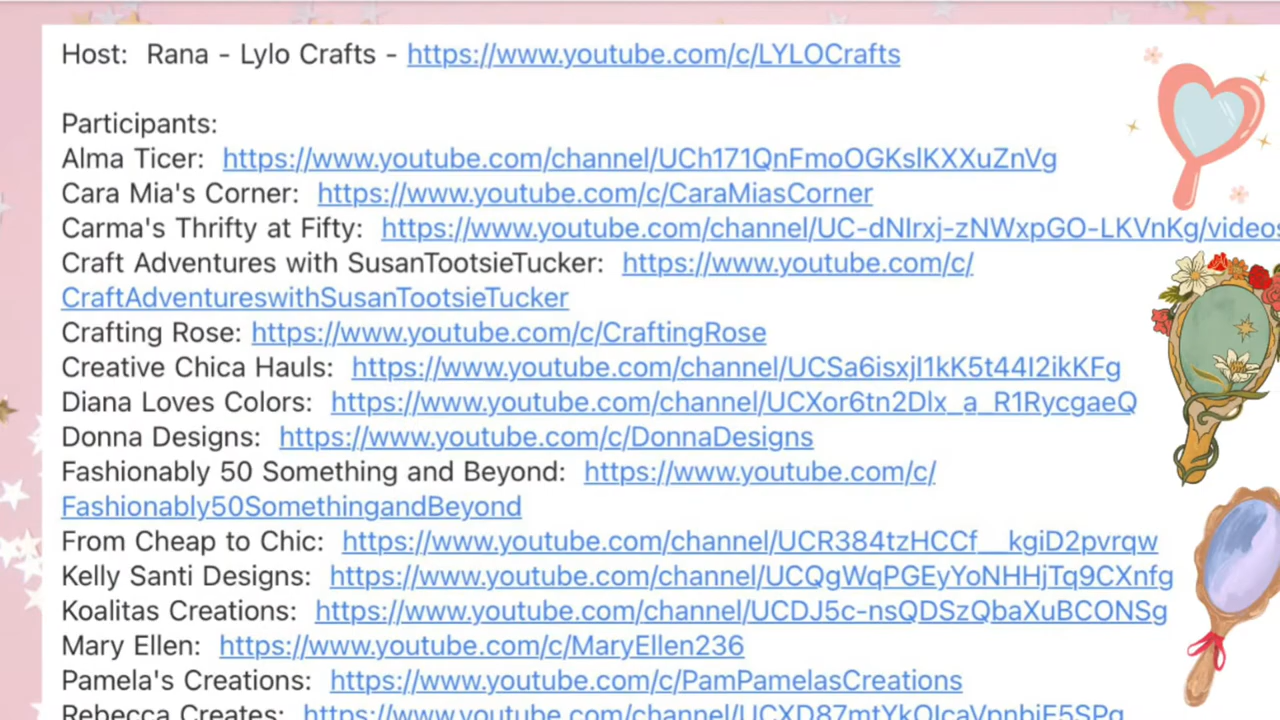 Host:  Rana - Lylo Crafts - https://www.youtube.com/c/LYLOCrafts
Participants:
Alma Ticer:  https://www.youtube.com/channel/UCh171QnFmoOGKslKXXuZnVg
Cara Mia's Corner:  https://www.youtube.com/c/CaraMiasCorner
Carma's Thrifty at Fifty:  https://www.youtube.com/channel/UC-dNIrxj-zNWxpGO-LKVnKg/videos
Craft Adventures with SusanTootsieTucker:  https://www.youtube.com/c/
CraftAdventureswithSusanTootsieTucker
Crafting Rose: https://www.youtube.com/c/CraftingRose
Creative Chica Hauls:  https://www.youtube.com/channel/UCSa6isxjI1kK5t44I2ikKFg
Diana Loves Colors:  https://www.youtube.com/channel/UCXor6tn2Dlx_a_R1RycgaeQ
Donna Designs:  https://www.youtube.com/c/DonnaDesigns
Fashionably 50 Something and Beyond:  https://www.youtube.com/c/
Fashionably50SomethingandBeyond
From Cheap to Chic:  https://www.youtube.com/channel/UCR384tzHCCf__kgiD2pvrqw
Kelly Santi Designs:  https://www.youtube.com/channel/UCQgWqPGEyYoNHHjTq9CXnfg
Koalitas Creations:  https://www.youtube.com/channel/UCDJ5c-nsQDSzQbaXuBCONSg
Mary Ellen:  https://www.youtube.com/c/MaryEllen236
Pamela's Creations:  https://www.youtube.com/c/PamPamelasCreations
Rebecca Creates: